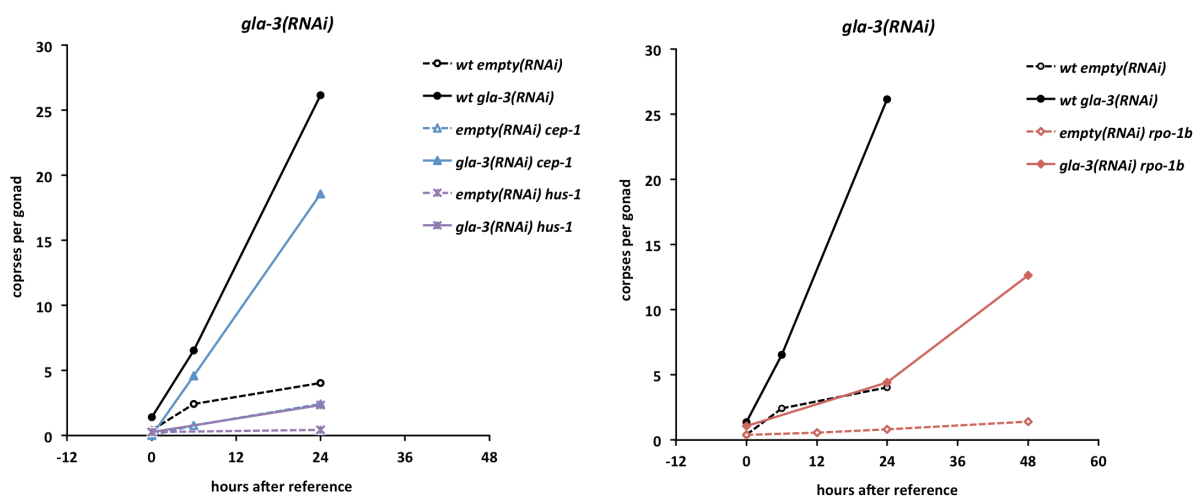 gla-3(RNAi)
30
25
20
15
10
5
0
coprses per gonad
-12 0 12 24 36 48
hours after reference
wt empty(RNAi)
wt gla-3(RNAi)
empty(RNAi) cep-1
gla-3(RNAi) cep-1
empty(RNAi) hus-1
gla-3(RNAi) hus-1
gla-3(RNAi)
30
25
20
15
10
5
0
corpses per gonad
-12 0 12 24 36 48 60
hours after reference
wt empty(RNAi)
wt gla-3(RNAi)
empty(RNAi) rpo-1b
gla-3(RNAi) rpo-1b